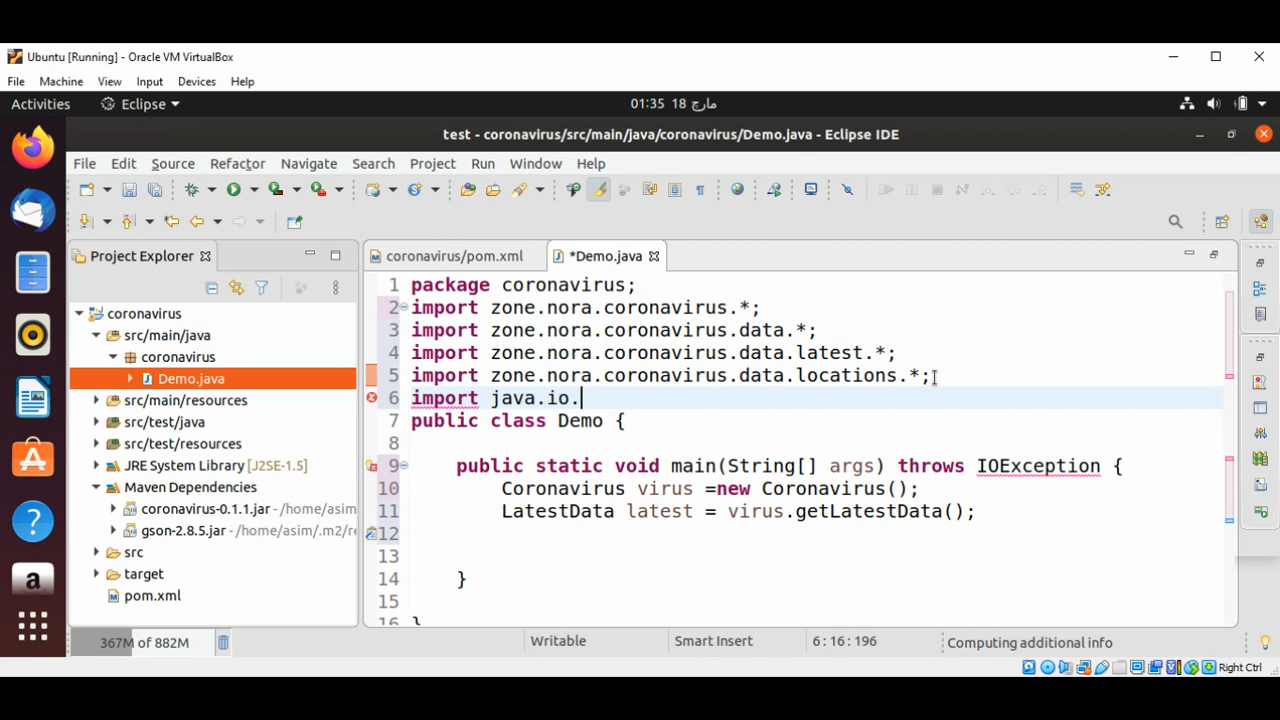 Ubuntu [Running] - Oracle VM VirtualBox
File Machine View Input Devices Help
Activities Eclipse 01:35 18 مارچ
test - coronavirus/src/main/java/coronavirus/Demo.java - Eclipse IDE
File Edit Source Refactor Navigate Search Project Run Window Help
Project Explorer
coronavirus
src/main/java
coronavirus
Demo.java
src/main/resources
src/test/java
src/test/resources
JRE System Library [J2SE-1.5]
Maven Dependencies
coronavirus-0.1.1.jar - /home/asim
gson-2.8.5.jar - /home/asim/.m2/re
src
target
pom.xml
coronavirus/pom.xml *Demo.java
1 package coronavirus;
2 import zone.nora.coronavirus.*;
3 import zone.nora.coronavirus.data.*;
4 import zone.nora.coronavirus.data.latest.*;
5 import zone.nora.coronavirus.data.locations.*;
6 import java.io.
7 public class Demo {
8
9 public static void main(String[] args) throws IOException {
10 Coronavirus virus =new Coronavirus();
11 LatestData latest = virus.getLatestData();
12
13
14 }
15
16 }
367M of 882M Writable Smart Insert 6:16:196 Computing additional info
Right Ctrl